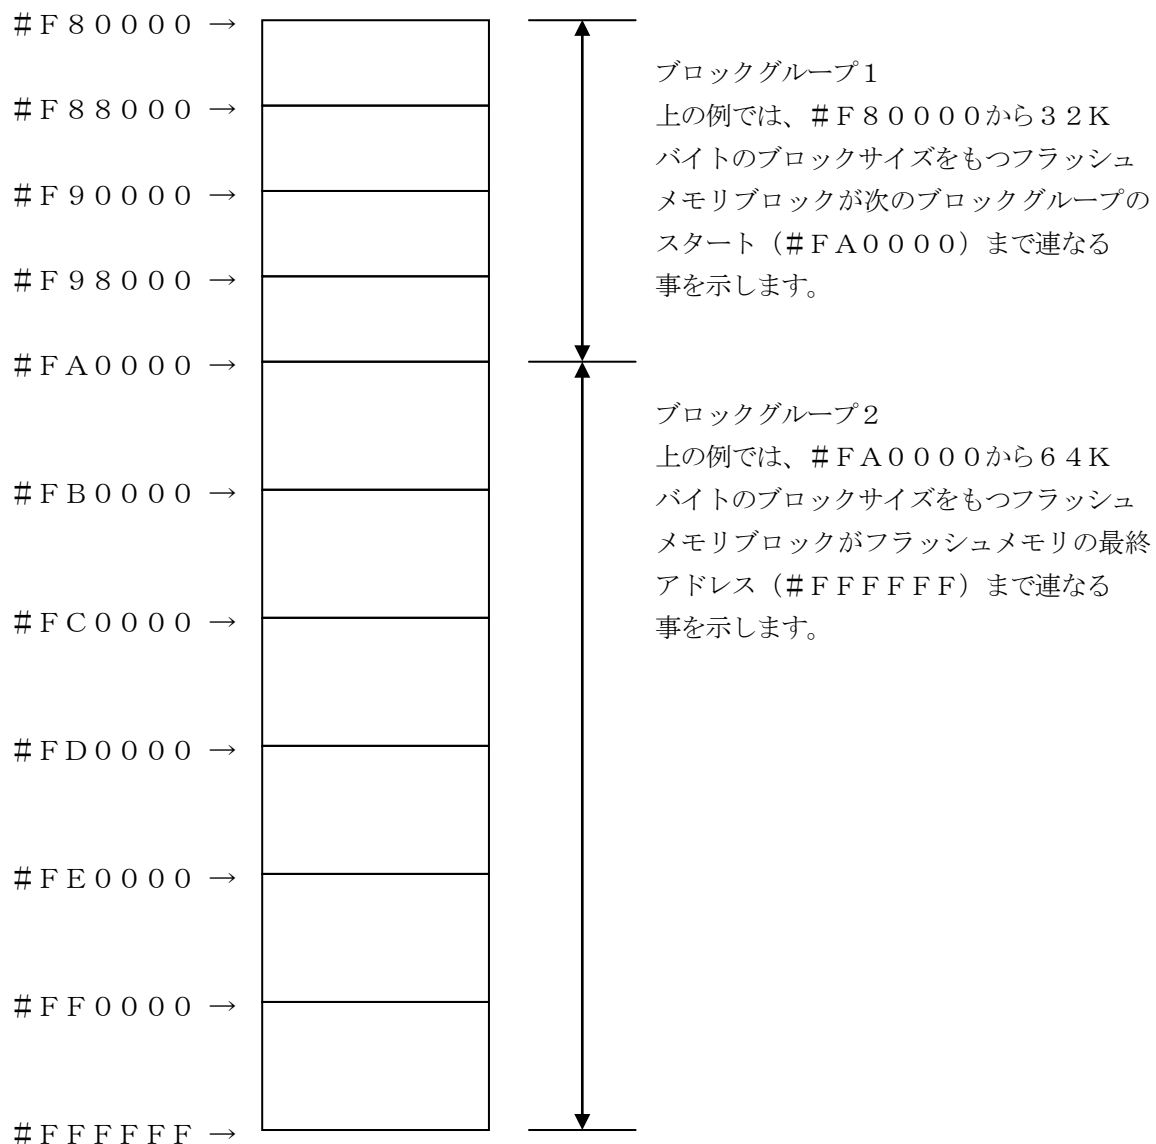 #F80000 →
ブロックグループ1
#F88000 →
上の例では、#F80000から32K
バイトのブロックサイズをもつフラッシュ
#F90000 →
メモリブロックが次のブロックグループの
スタート(#FA0000)まで連なる
#F98000 →
事を示します。
#FA0000 →
ブロックグループ2
上の例では、#FA0000から64K
#FB0000 →
バイトのブロックサイズをもつフラッシュ
メモリブロックがフラッシュメモリの最終
アドレス(#FFFFFF)まで連なる
#FC0000 →
事を示します。
#FD0000 →
#FE0000 →
#FF0000 →
#FFFFFF →